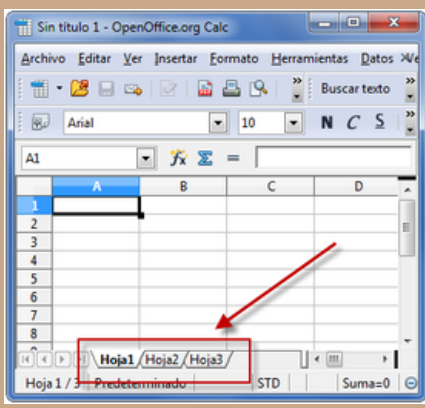 Sin título 1 - OpenOffice.org Calc
Archivo Editar Ver Insertar Formato Herramientas Datos
Buscar texto
Arial 10 N C S
A1 =
A B C D
1
2
3
4
5
6
7
8
Hoja1 Hoja2 Hoja3
Hoja 1 / 3 Predeterminado STD Suma=0